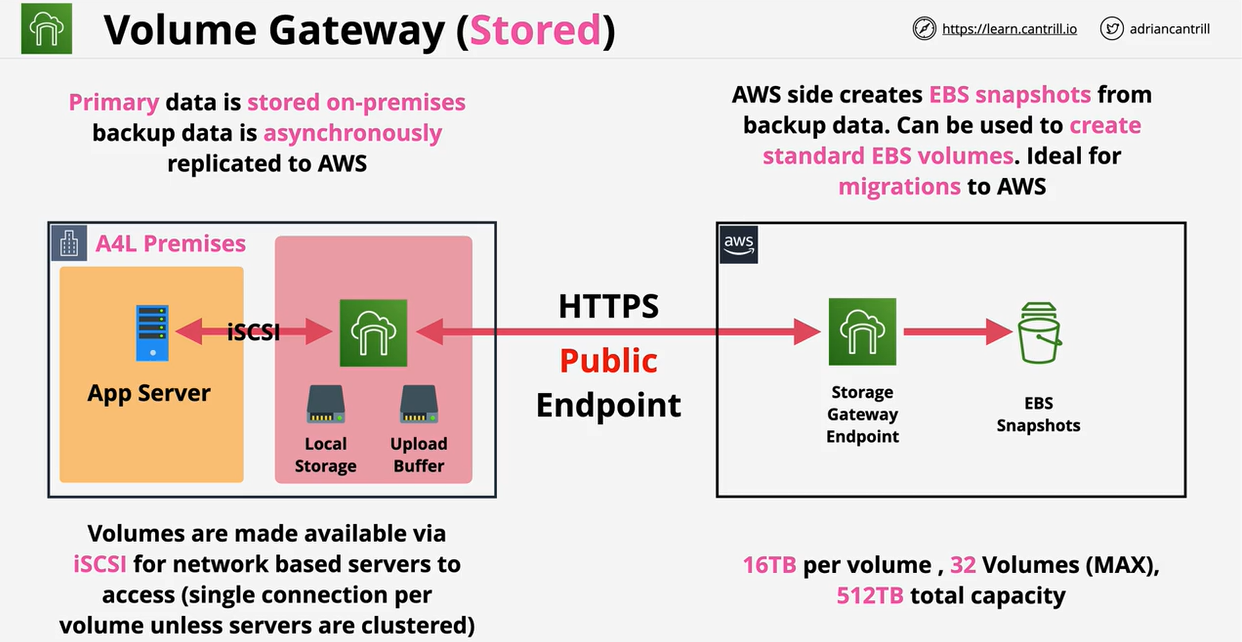 Volume Gateway (Stored)
https://learn.cantrill.io
adriancantrill
Primary data is stored on-premises
backup data is asynchronously
replicated to AWS
AWS side creates EBS snapshots from
backup data. Can be used to create
standard EBS volumes. Ideal for
migrations to AWS
A4L Premises
iSCSI
App Server
Local
Storage
Upload
Buffer
HTTPS
Public
Endpoint
aws
Storage
Gateway
Endpoint
EBS
Snapshots
Volumes are made available via
iSCSI for network based servers to
access (single connection per
volume unless servers are clustered)
16TB per volume , 32 Volumes (MAX),
512TB total capacity